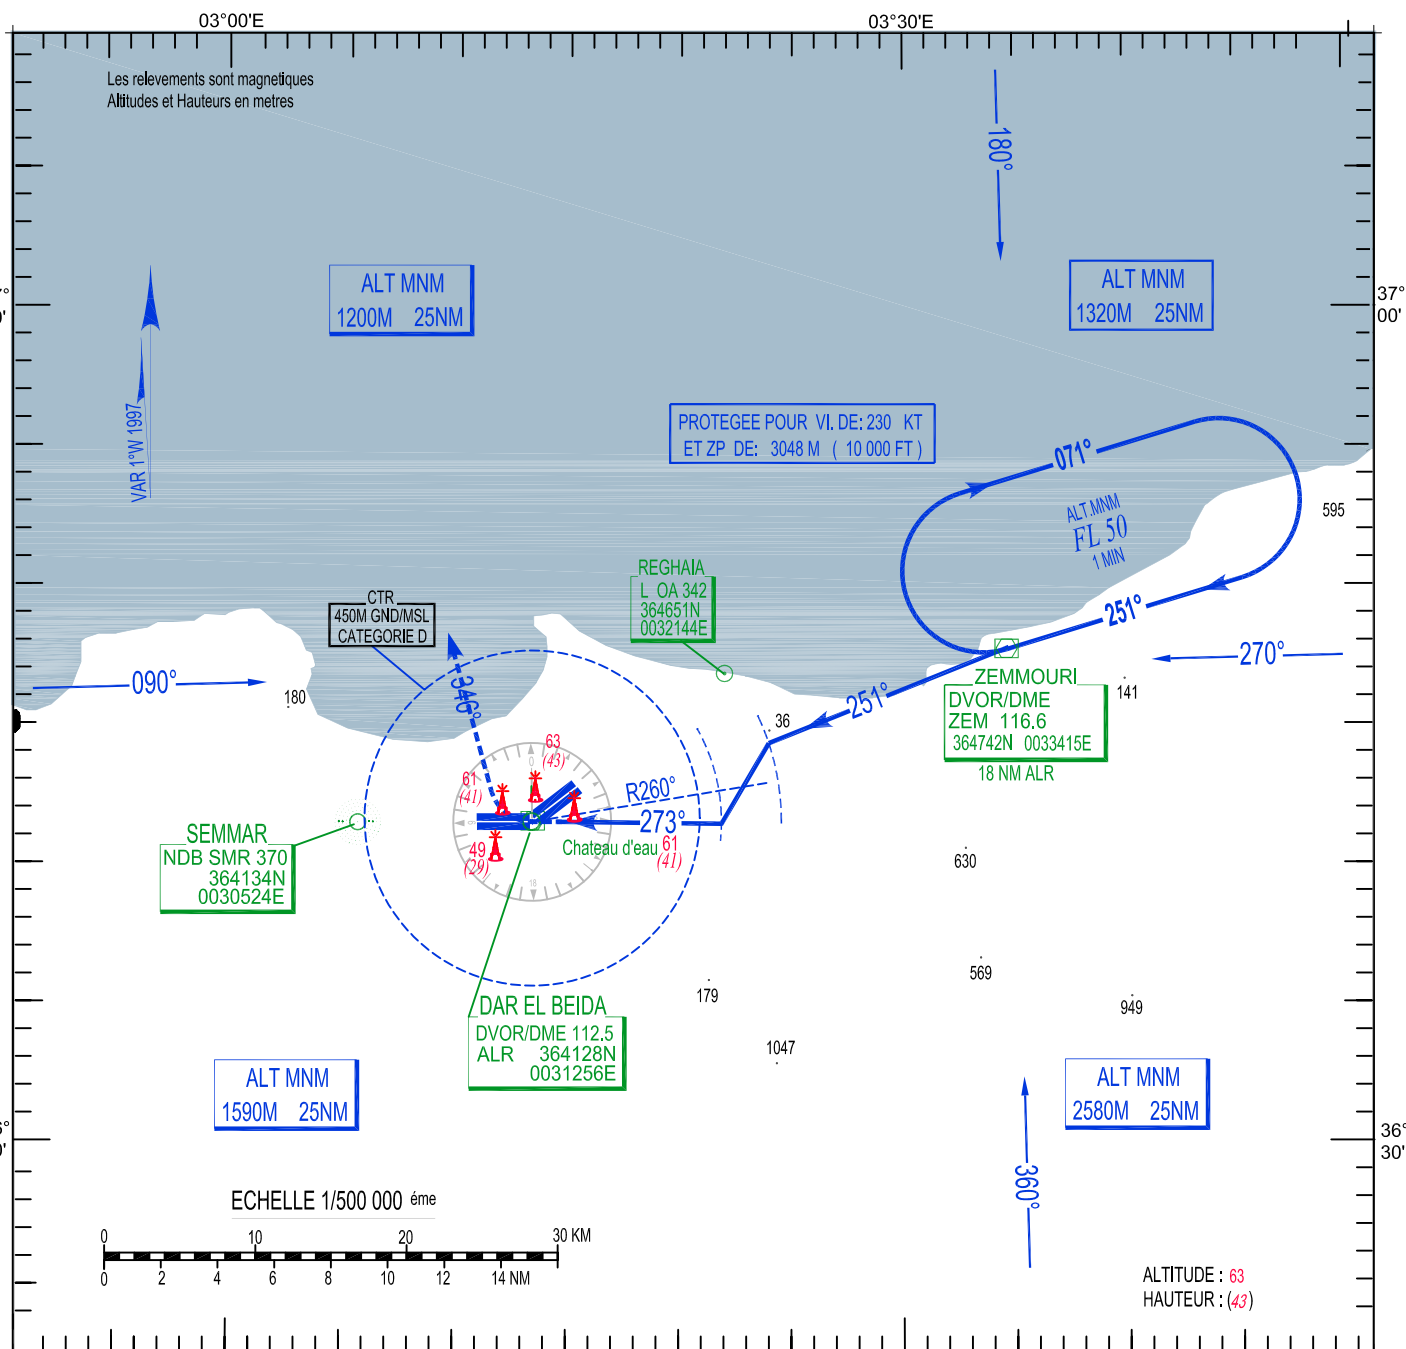 03°00'E
03°30'E
Les relevements sont magnetiques
Altitudes et Hauteurs en metres
180°
ALT MNM
1200M 25NM
ALT MNM
1320M 25NM
37°
00'
VAR 1°W 1997
PROTEGEE POUR VI. DE: 230 KT
ET ZP DE: 3048 M ( 10 000 FT )
071°
ALT.MNM
FL 50
1 MIN
595
REGHAIA
L OA 342
364651N
0032144E
CTR
450M GND/MSL
CATEGORIE D
251°
270°
090°
180
346°
251°
36
ZEMMOURI
DVOR/DME
ZEM 116.6
364742N 0033415E
18 NM ALR
141
63
(43)
61
(41)
0
9
18
R260°
273°
49
(29)
Chateau d'eau
61
(41)
SEMMAR
NDB SMR 370
364134N
0030524E
630
569
179
949
1047
DAR EL BEIDA
DVOR/DME 112.5
ALR 364128N
0031256E
ALT MNM
1590M 25NM
ALT MNM
2580M 25NM
36°
30'
360°
ECHELLE 1/500 000 éme
0 10 20 30 KM
0 2 4 6 8 10 12 14 NM
ALTITUDE : 63
HAUTEUR : (43)